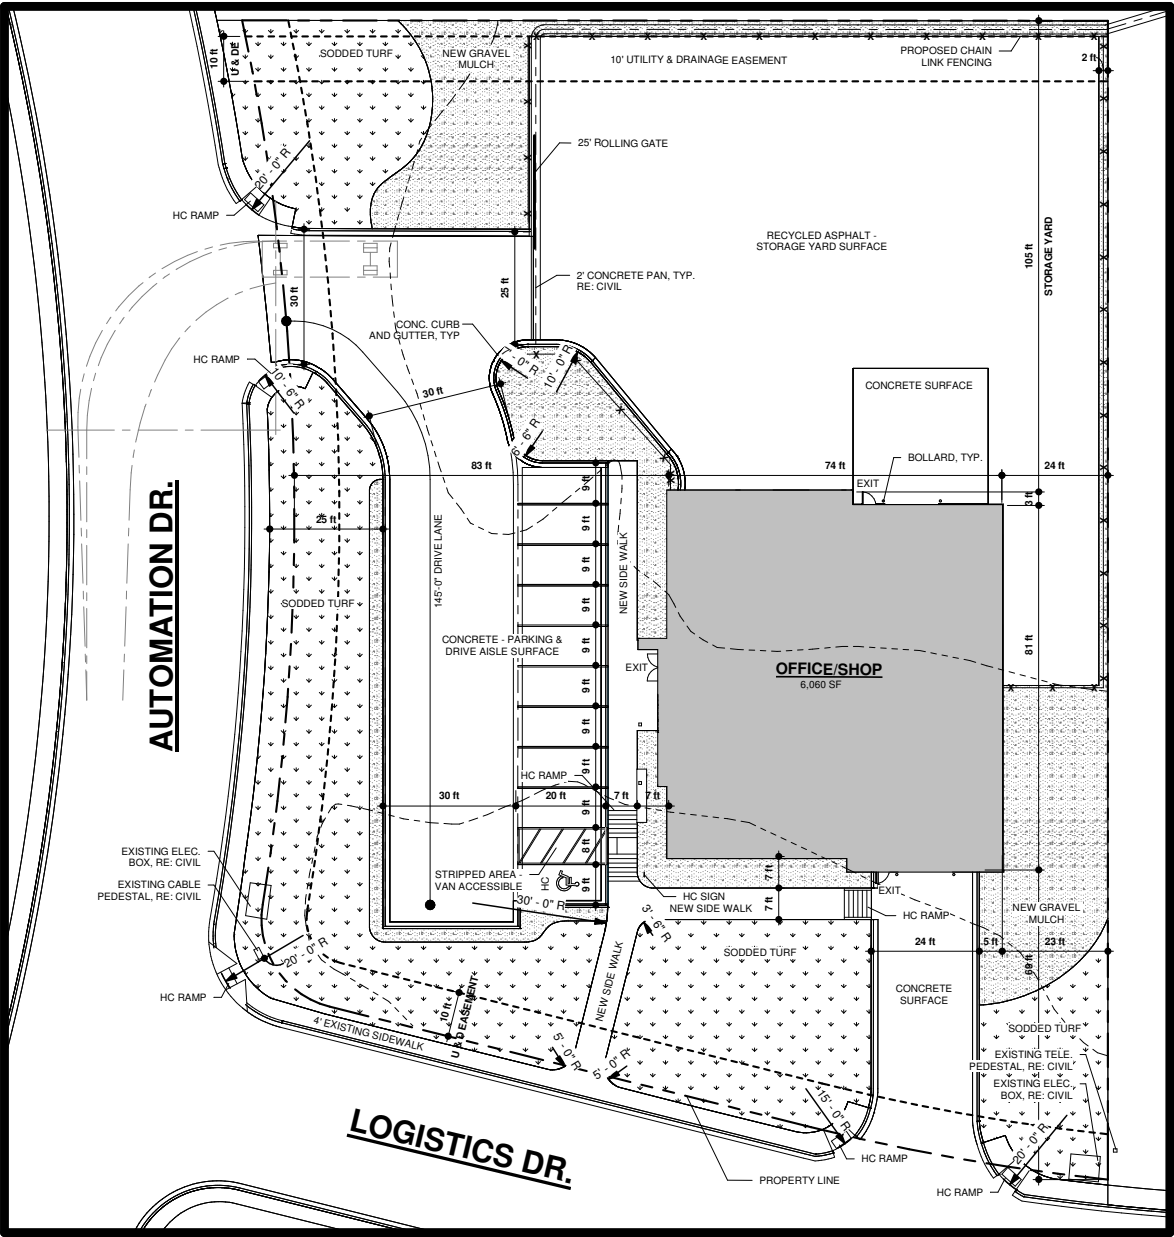 10 ft
U & DE
SODDED TURF
NEW GRAVEL
MULCH
10' UTILITY & DRAINAGE EASEMENT
PROPOSED CHAIN
LINK FENCING
2 ft
25' ROLLING GATE
20' - 0" R
HC RAMP
RECYCLED ASPHALT -
STORAGE YARD SURFACE
105 ft
STORAGE YARD
30 ft
25 ft
2' CONCRETE PAN, TYP.
RE: CIVIL
CONC. CURB
AND GUTTER, TYP
HC RAMP
7' - 0" R
10' - 0" R
10' - 6" R
30 ft
CONCRETE SURFACE
6' - 6" R
83 ft
74 ft
BOLLARD, TYP.
24 ft
EXIT
3 ft
9 ft
9 ft
9 ft
9 ft
9 ft
9 ft
9 ft
9 ft
9 ft
8 ft
9 ft
25 ft
145'-0" DRIVE LANE
NEW SIDE WALK
AUTOMATION DR.
SODDED TURF
CONCRETE - PARKING &
DRIVE AISLE SURFACE
EXIT
OFFICE/SHOP
6,060 SF
81 ft
HC RAMP
30 ft
20 ft
7 ft
7 ft
EXISTING ELEC.
BOX, RE: CIVIL
EXISTING CABLE
PEDESTAL, RE: CIVIL
STRIPPED AREA -
VAN ACCESSIBLE
HC
30' - 0" R
HC SIGN
NEW SIDE WALK
7 ft
7 ft
EXIT
HC RAMP
NEW GRAVEL
MULCH
3' - 6" R
20' - 0" R
SODDED TURF
24 ft
5 ft
23 ft
69 ft
CONCRETE
SURFACE
HC RAMP
NEW SIDE WALK
10 ft
U & D EASEMENT
4' EXISTING SIDEWALK
5' - 0" R
5' - 0" R
SODDED TURF
EXISTING TELE.
PEDESTAL, RE: CIVIL
EXISTING ELEC.
BOX, RE: CIVIL
15' - 0" R
20' - 0" R
LOGISTICS DR.
HC RAMP
PROPERTY LINE
HC RAMP